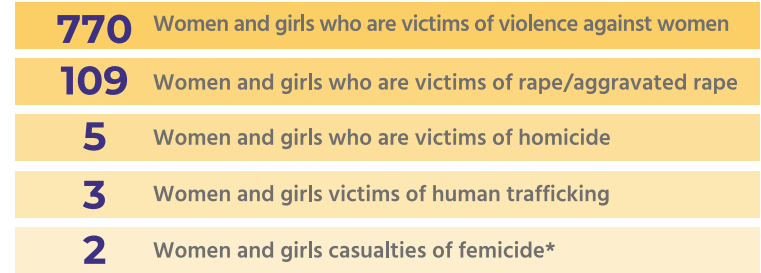 770 Women and girls who are victims of violence against women
109 Women and girls who are victims of rape/aggravated rape
5 Women and girls who are victims of homicide
3 Women and girls victims of human trafficking
2 Women and girls casualties of femicide*